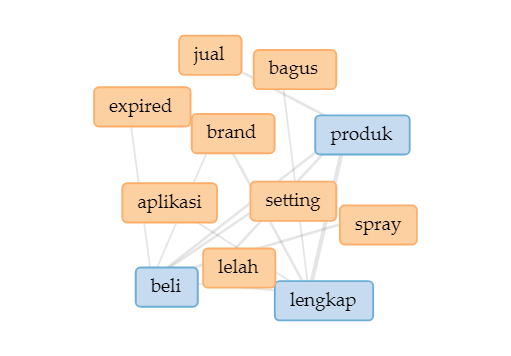 jual
bagus
expired
brand
produk
aplikasi
setting
spray
lelah
beli
lengkap